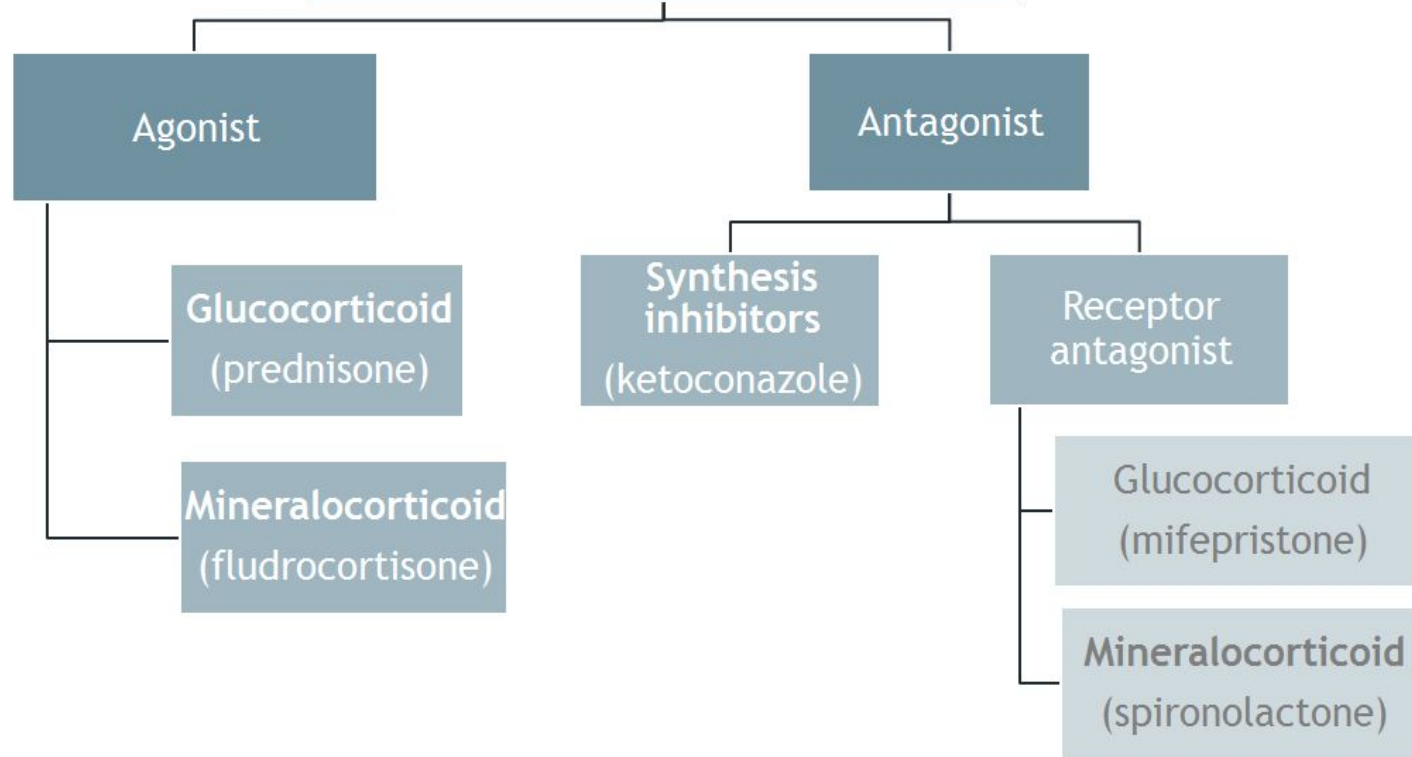 Agonist
Antagonist
Glucocorticoid
(prednisone)
Mineralocorticoid
(fludrocortisone)
Synthesis
inhibitors
(ketoconazole)
Receptor
antagonist
Glucocorticoid
(mifepristone)
Mineralocorticoid
(spironolactone)